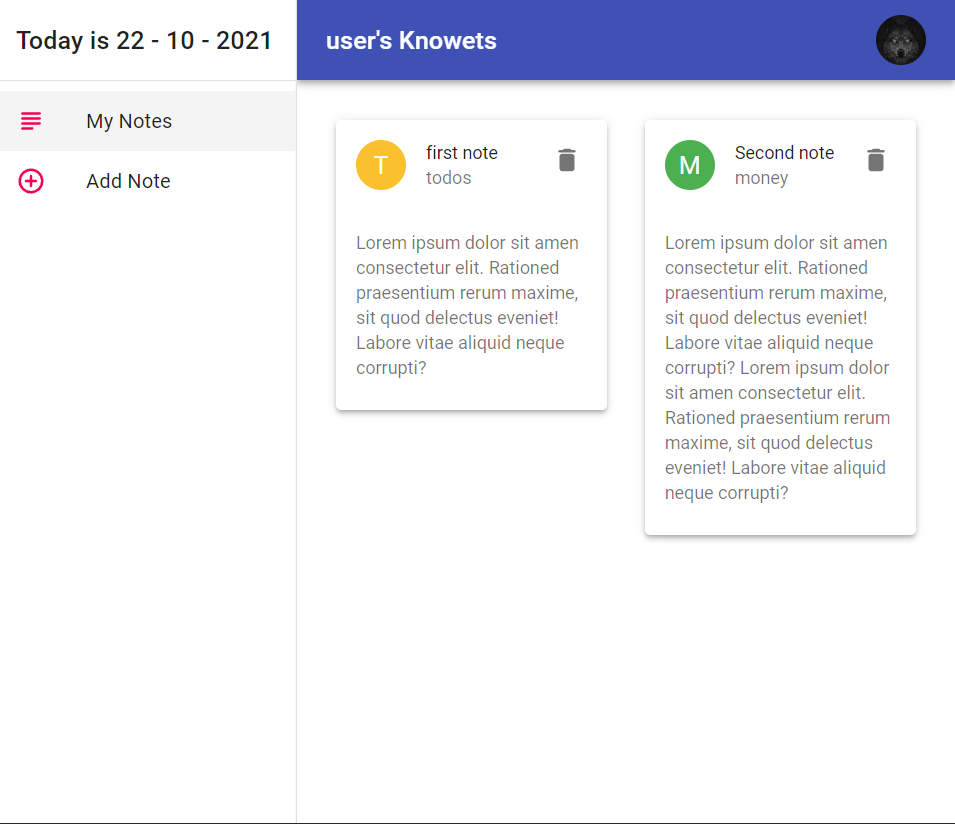 Today is 22 - 10 - 2021
user's Knowets
My Notes
Add Note
T
first note
todos
Lorem ipsum dolor sit amen
consectetur elit. Rationed
praesentium rerum maxime,
sit quod delectus eveniet!
Labore vitae aliquid neque
corrupti?
M
Second note
money
Lorem ipsum dolor sit amen
consectetur elit. Rationed
praesentium rerum maxime,
sit quod delectus eveniet!
Labore vitae aliquid neque
corrupti? Lorem ipsum dolor
sit amen consectetur elit.
Rationed praesentium rerum
maxime, sit quod delectus
eveniet! Labore vitae aliquid
neque corrupti?